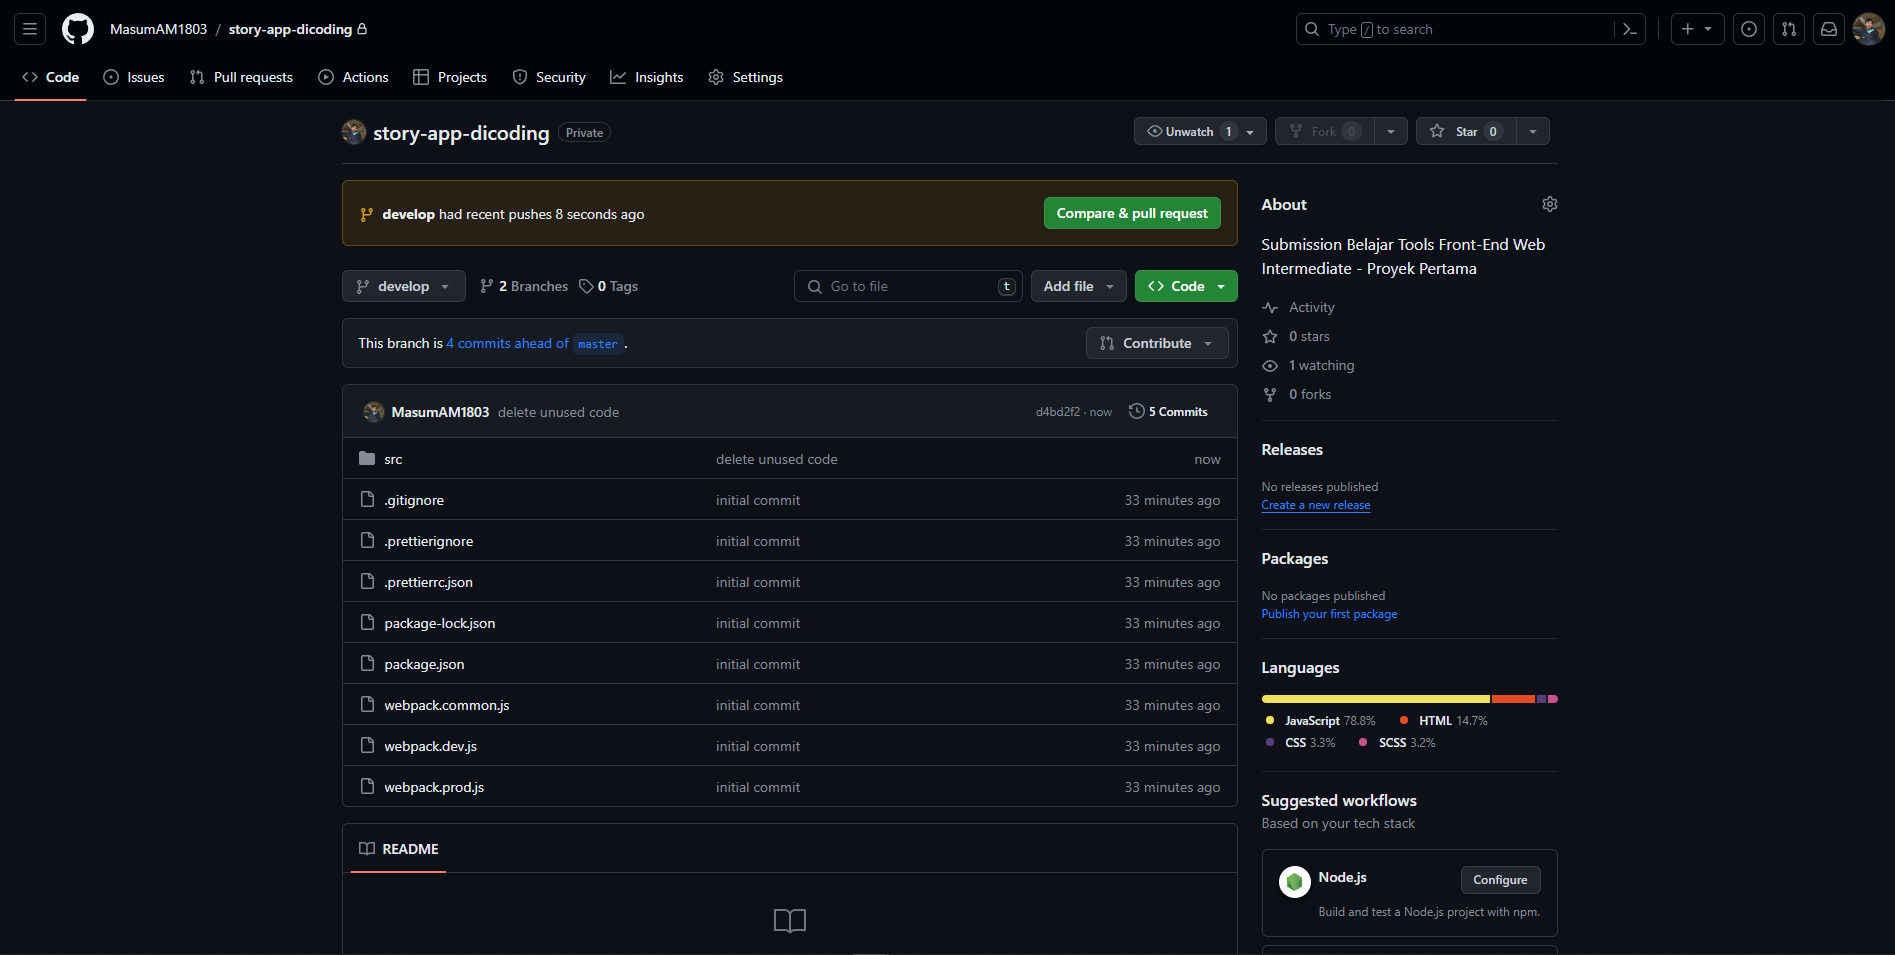 MasumAM1803 / story-app-dicoding
Type / to search
Code Issues Pull requests Actions Projects Security Insights Settings
story-app-dicoding Private
Unwatch 1 Fork 0 Star 0
develop had recent pushes 8 seconds ago Compare & pull request
develop 2 Branches 0 Tags Go to file t Add file Code
This branch is 4 commits ahead of master . Contribute
MasumAM1803 delete unused code d4bd2f2 · now 5 Commits
src delete unused code now
.gitignore initial commit 33 minutes ago
.prettierignore initial commit 33 minutes ago
.prettierrc.json initial commit 33 minutes ago
package-lock.json initial commit 33 minutes ago
package.json initial commit 33 minutes ago
webpack.common.js initial commit 33 minutes ago
webpack.dev.js initial commit 33 minutes ago
webpack.prod.js initial commit 33 minutes ago
README
About
Submission Belajar Tools Front-End Web
Intermediate - Proyek Pertama
Activity
0 stars
1 watching
0 forks
Releases
No releases published
Create a new release
Packages
No packages published
Publish your first package
Languages
JavaScript 78.8% HTML 14.7%
CSS 3.3% SCSS 3.2%
Suggested workflows
Based on your tech stack
Node.js Configure
Build and test a Node.js project with npm.